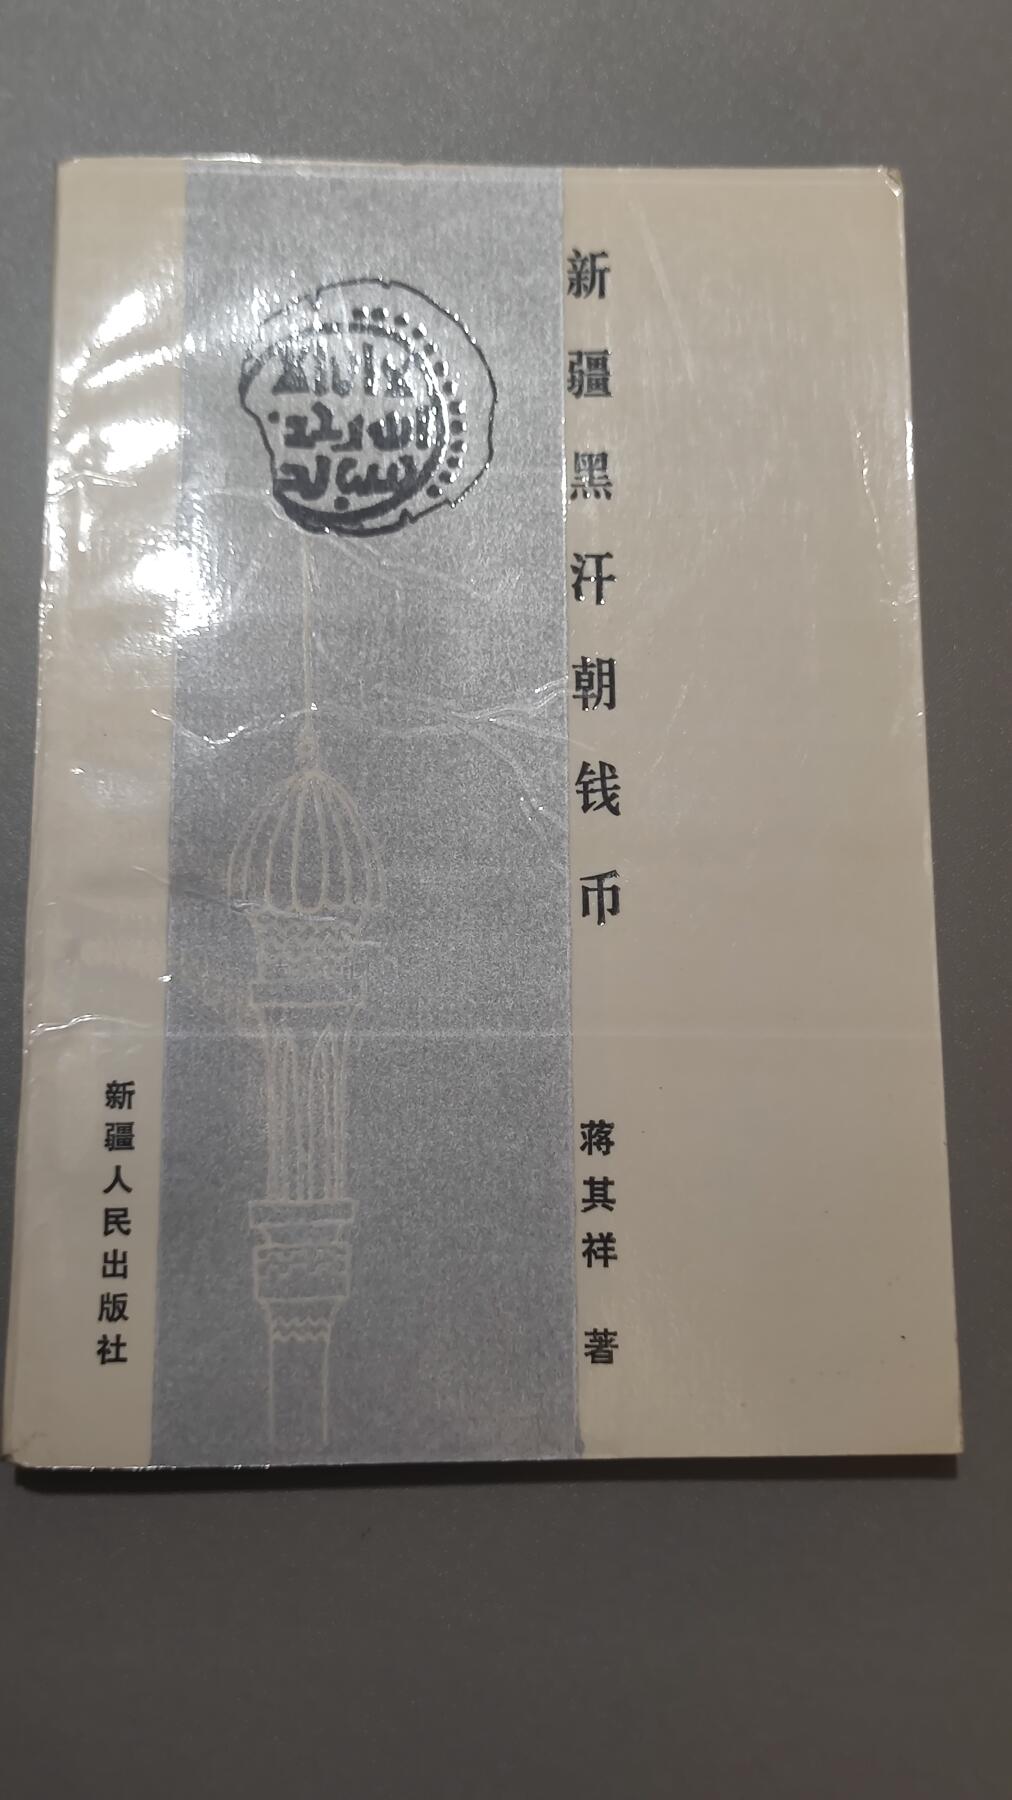 新疆黑汗朝钱币
蒋其祥 著
新疆人民出版社